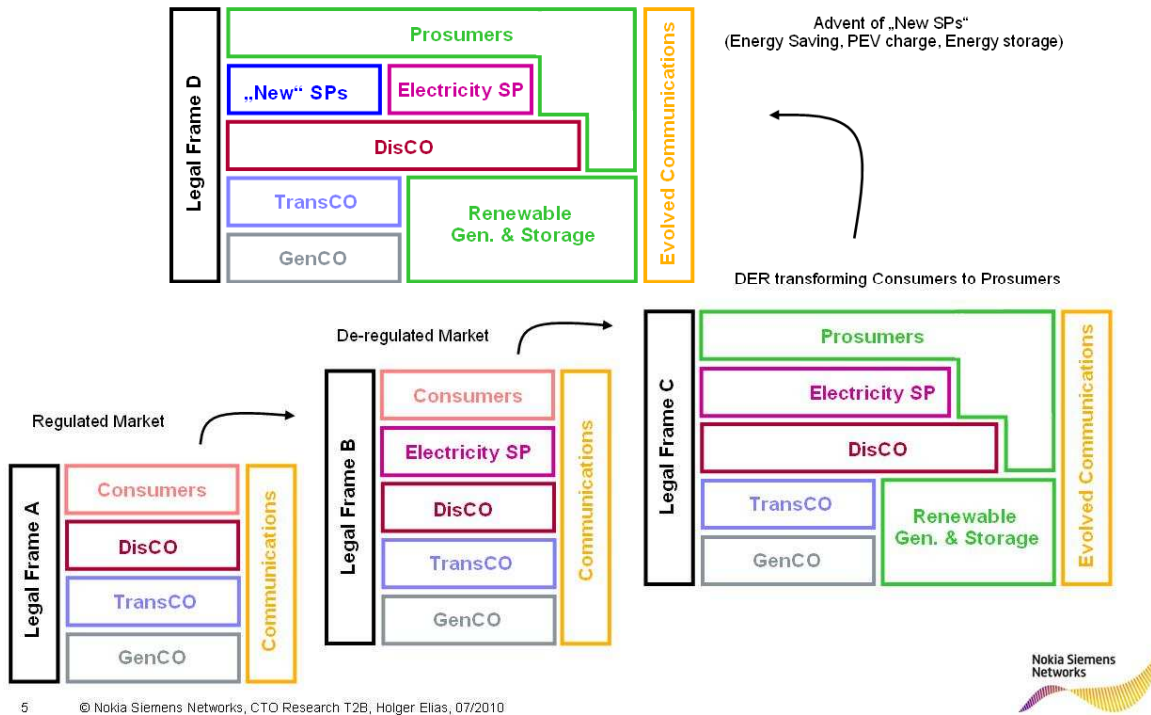 Advent of „New SPs“
(Energy Saving, PEV charge, Energy storage)
Legal Frame D
Prosumers
„New“ SPs
Electricity SP
DisCO
TransCO
GenCO
Renewable
Gen. & Storage
Evolved Communications
DER transforming Consumers to Prosumers
De-regulated Market
Regulated Market
Legal Frame A
Consumers
DisCO
TransCO
GenCO
Communications
Legal Frame B
Consumers
Electricity SP
DisCO
TransCO
GenCO
Communications
Legal Frame C
Prosumers
Electricity SP
DisCO
TransCO
GenCO
Renewable
Gen. & Storage
Evolved Communications
Nokia Siemens
Networks
5 © Nokia Siemens Networks, CTO Research T2B, Holger Elias, 07/2010